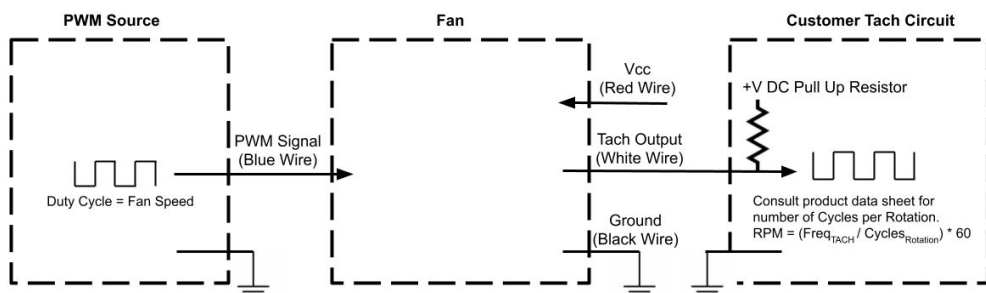 PWM Source
Fan
Customer Tach Circuit
Vcc
(Red Wire)
+V DC Pull Up Resistor
PWM Signal
(Blue Wire)
Tach Output
(White Wire)
Duty Cycle = Fan Speed
Consult product data sheet for
number of Cycles per Rotation.
RPM = (FreqTACH / CyclesRotation) * 60
Ground
(Black Wire)